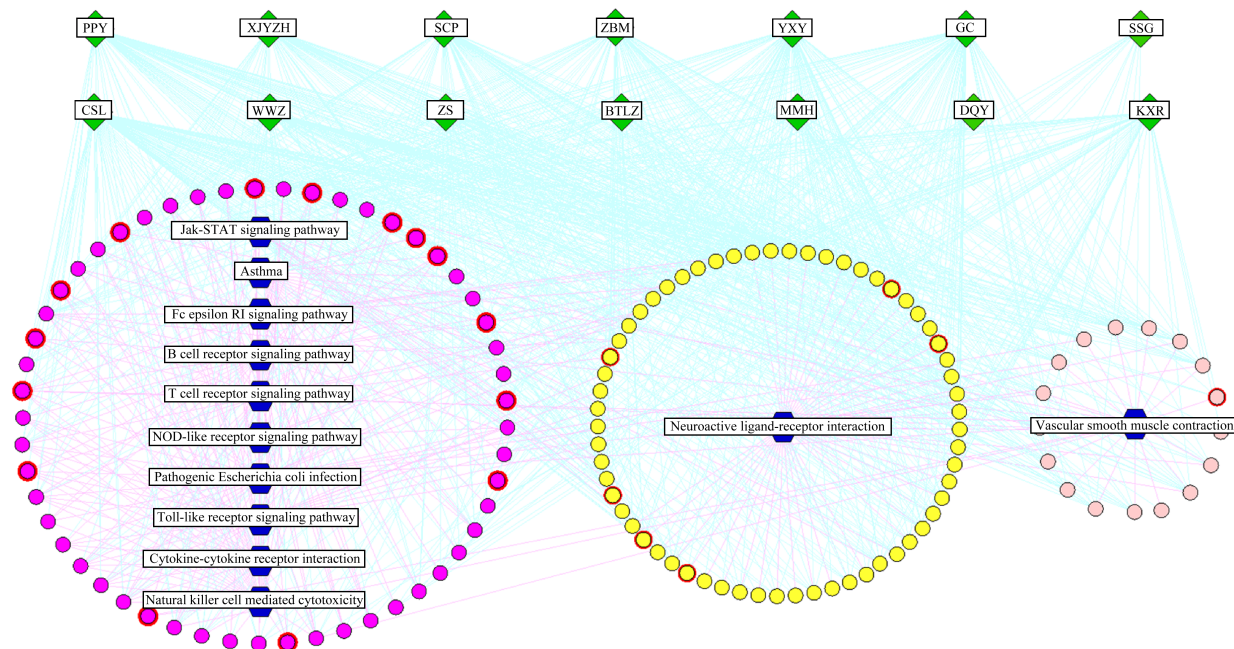 PPY
XJYZH
SCP
ZBM
YXY
GC
SSG
CSL
WWZ
ZS
BTLZ
MMH
DQY
KXR
Jak-STAT signaling pathway
Asthma
Fc epsilon RI signaling pathway
B cell receptor signaling pathway
T cell receptor signaling pathway
NOD-like receptor signaling pathway
Pathogenic Escherichia coli infection
Toll-like receptor signaling pathway
Cytokine-cytokine receptor interaction
Natural killer cell mediated cytotoxicity
Neuroactive ligand-receptor interaction
Vascular smooth muscle contraction